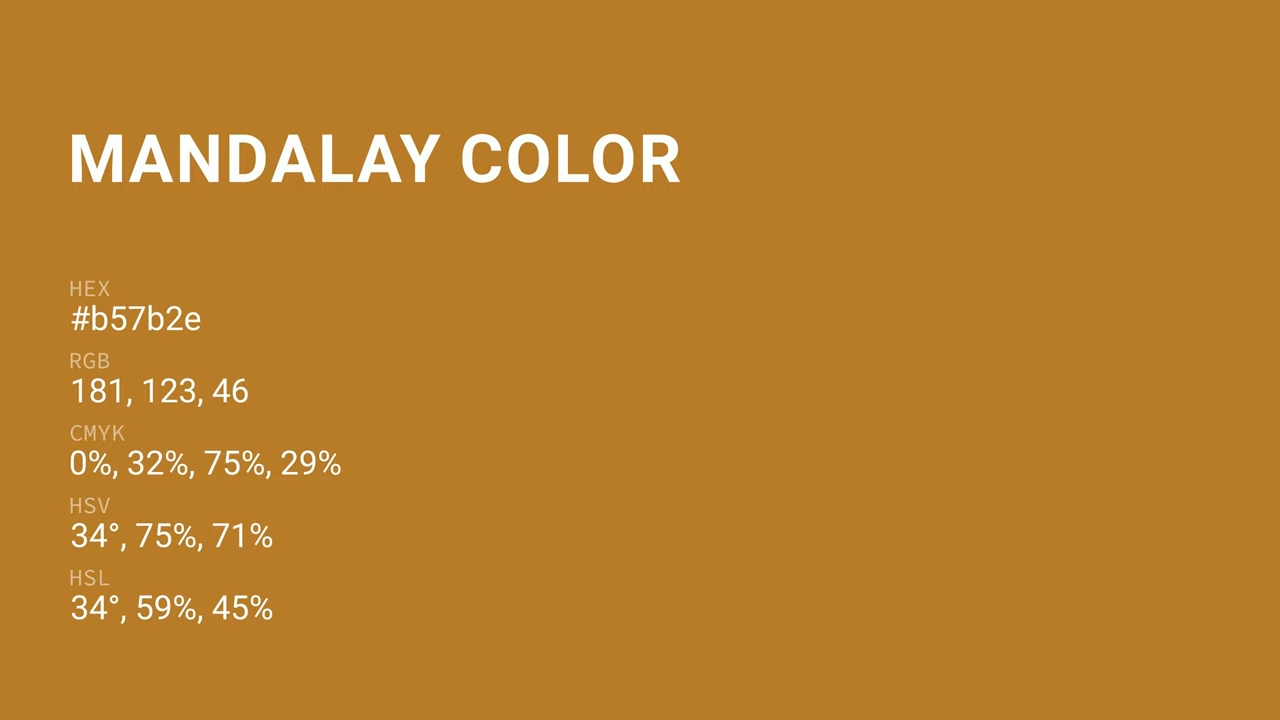 MANDALAY COLOR
HEX
#b57b2e
RGB
181, 123, 46
CMYK
0%, 32%, 75%, 29%
HSV
34°, 75%, 71%
HSL
34°, 59%, 45%